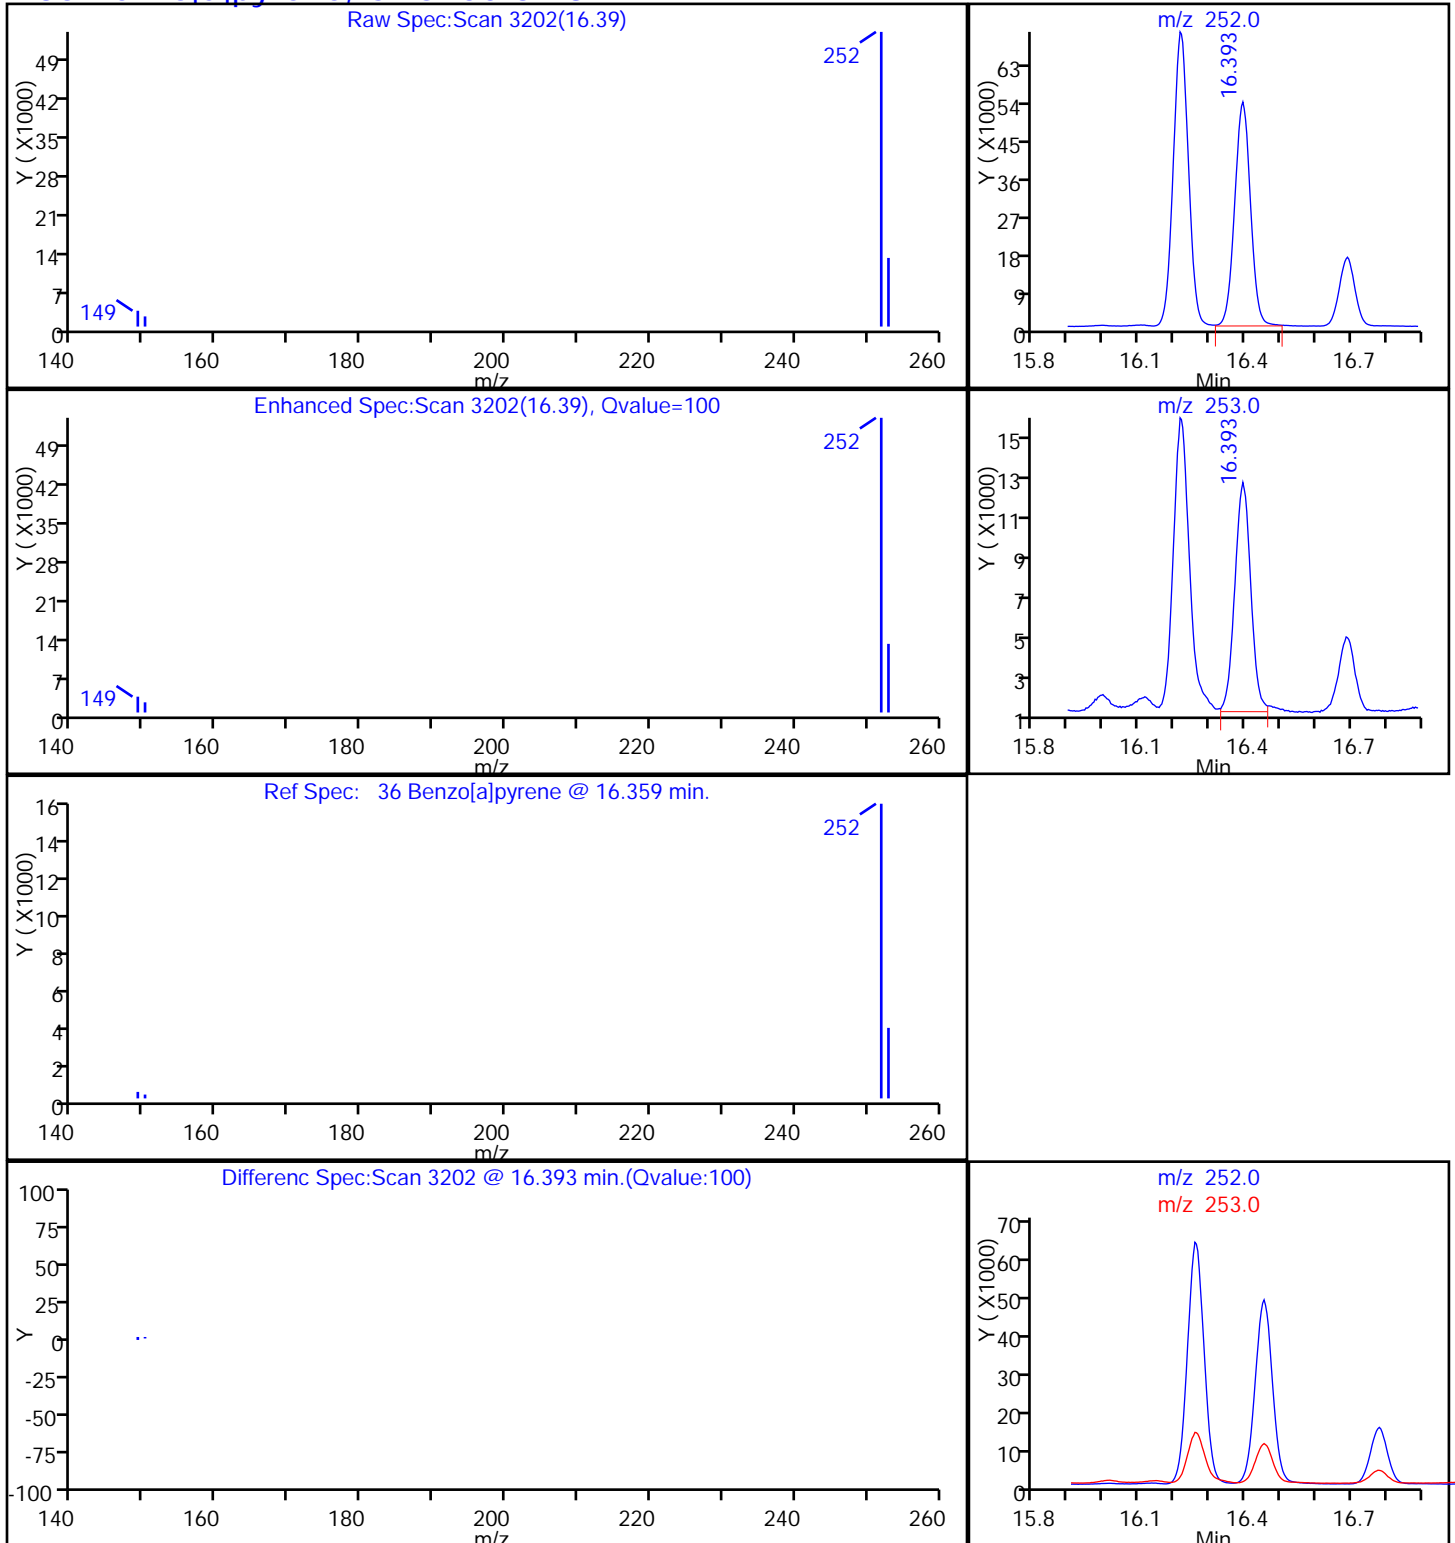 Raw Spec:Scan 3202(16.39)
Y ( X1000)
49
42
35
28
21
14
7
0
252
149
140 160 180 200 220 240 260
m/z
m/z 252.0
Y ( X1000)
63
54
45
36
27
18
9
0
16.393
15.8 16.1 16.4 16.7
Min
Enhanced Spec:Scan 3202(16.39), Qvalue=100
Y ( X1000)
49
42
35
28
21
14
7
0
252
149
140 160 180 200 220 240 260
m/z
m/z 253.0
Y ( X1000)
15
13
11
9
7
5
3
1
16.393
15.8 16.1 16.4 16.7
Min
Ref Spec: 36 Benzo[a]pyrene @ 16.359 min.
Y ( X1000)
16
14
12
10
8
6
4
2
0
252
140 160 180 200 220 240 260
m/z
Differenc Spec:Scan 3202 @ 16.393 min.(Qvalue:100)
Y
100
75
50
25
0
-25
-50
-75
-100
140 160 180 200 220 240 260
m/z
m/z 252.0
m/z 253.0
Y ( X1000)
70
60
50
40
30
20
10
0
15.8 16.1 16.4 16.7
Min